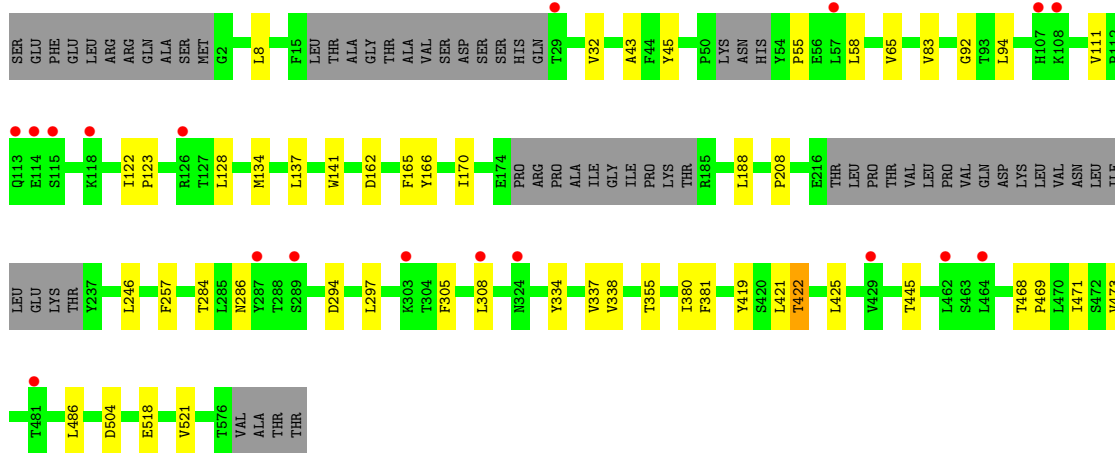 SER GLU PHE GLU LEU ARG ARG GLN ALA SER MET G2 L8 F15 LEU THR ALA GLY THR ALA VAL SER ASP SER SER HIS GLN T29 V32 A43 F44 Y45 P50 LYS ASN HIS Y54 P55 E56 L57 L58 V65 V83 G92 T93 L94 H107 K108 V111 P112
Q113 E114 S115 K118 I122 P123 R126 T127 L128 M134 L137 W141 D162 F165 Y166 I170 E174 PRO ARG PRO ALA ILE GLY ILE PRO LYS THR R185 L188 P208 E216 THR LEU PRO THR VAL LEU PRO VAL GLN ASP LYS LEU VAL ASN LEU ILE
LEU GLU LYS THR Y237 L246 F257 T284 L285 N286 Y287 T288 S289 D294 L297 K303 T304 F305 L308 N324 Y334 V337 V338 T355 I380 F381 Y419 S420 L421 T422 L425 V429 T445 L462 S463 L464 T468 P469 L470 I471 S472 V473
T481 L486 D504 E518 V521 T576 VAL ALA THR THR